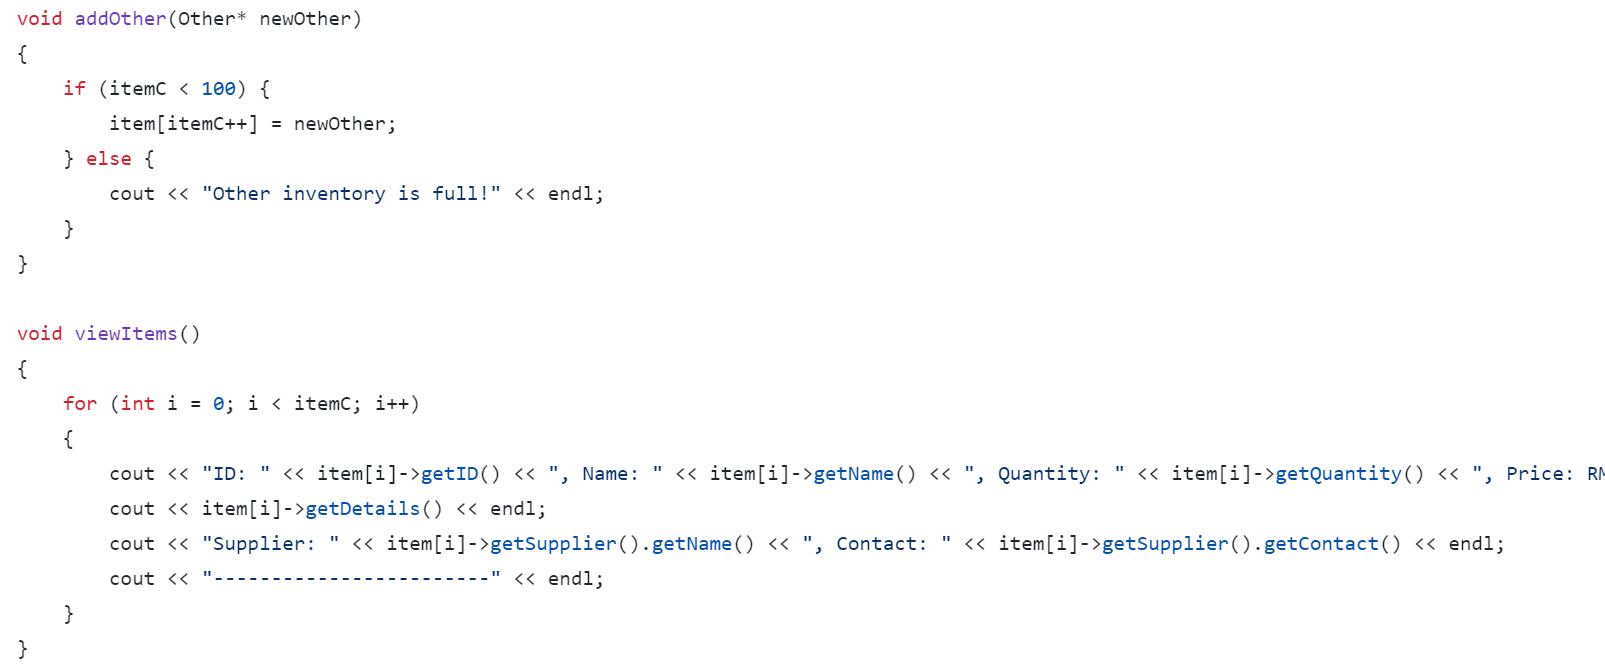 void addOther(Other* newOther)
{
    if (itemC < 100) {
        item[itemC++] = newOther;
    } else {
        cout << "Other inventory is full!" << endl;
    }
}

void viewItems()
{
    for (int i = 0; i < itemC; i++)
    {
        cout << "ID: " << item[i]->getID() << ", Name: " << item[i]->getName() << ", Quantity: " << item[i]->getQuantity() << ", Price: RM
        cout << item[i]->getDetails() << endl;
        cout << "Supplier: " << item[i]->getSupplier().getName() << ", Contact: " << item[i]->getSupplier().getContact() << endl;
        cout << "------------------------" << endl;
    }
}